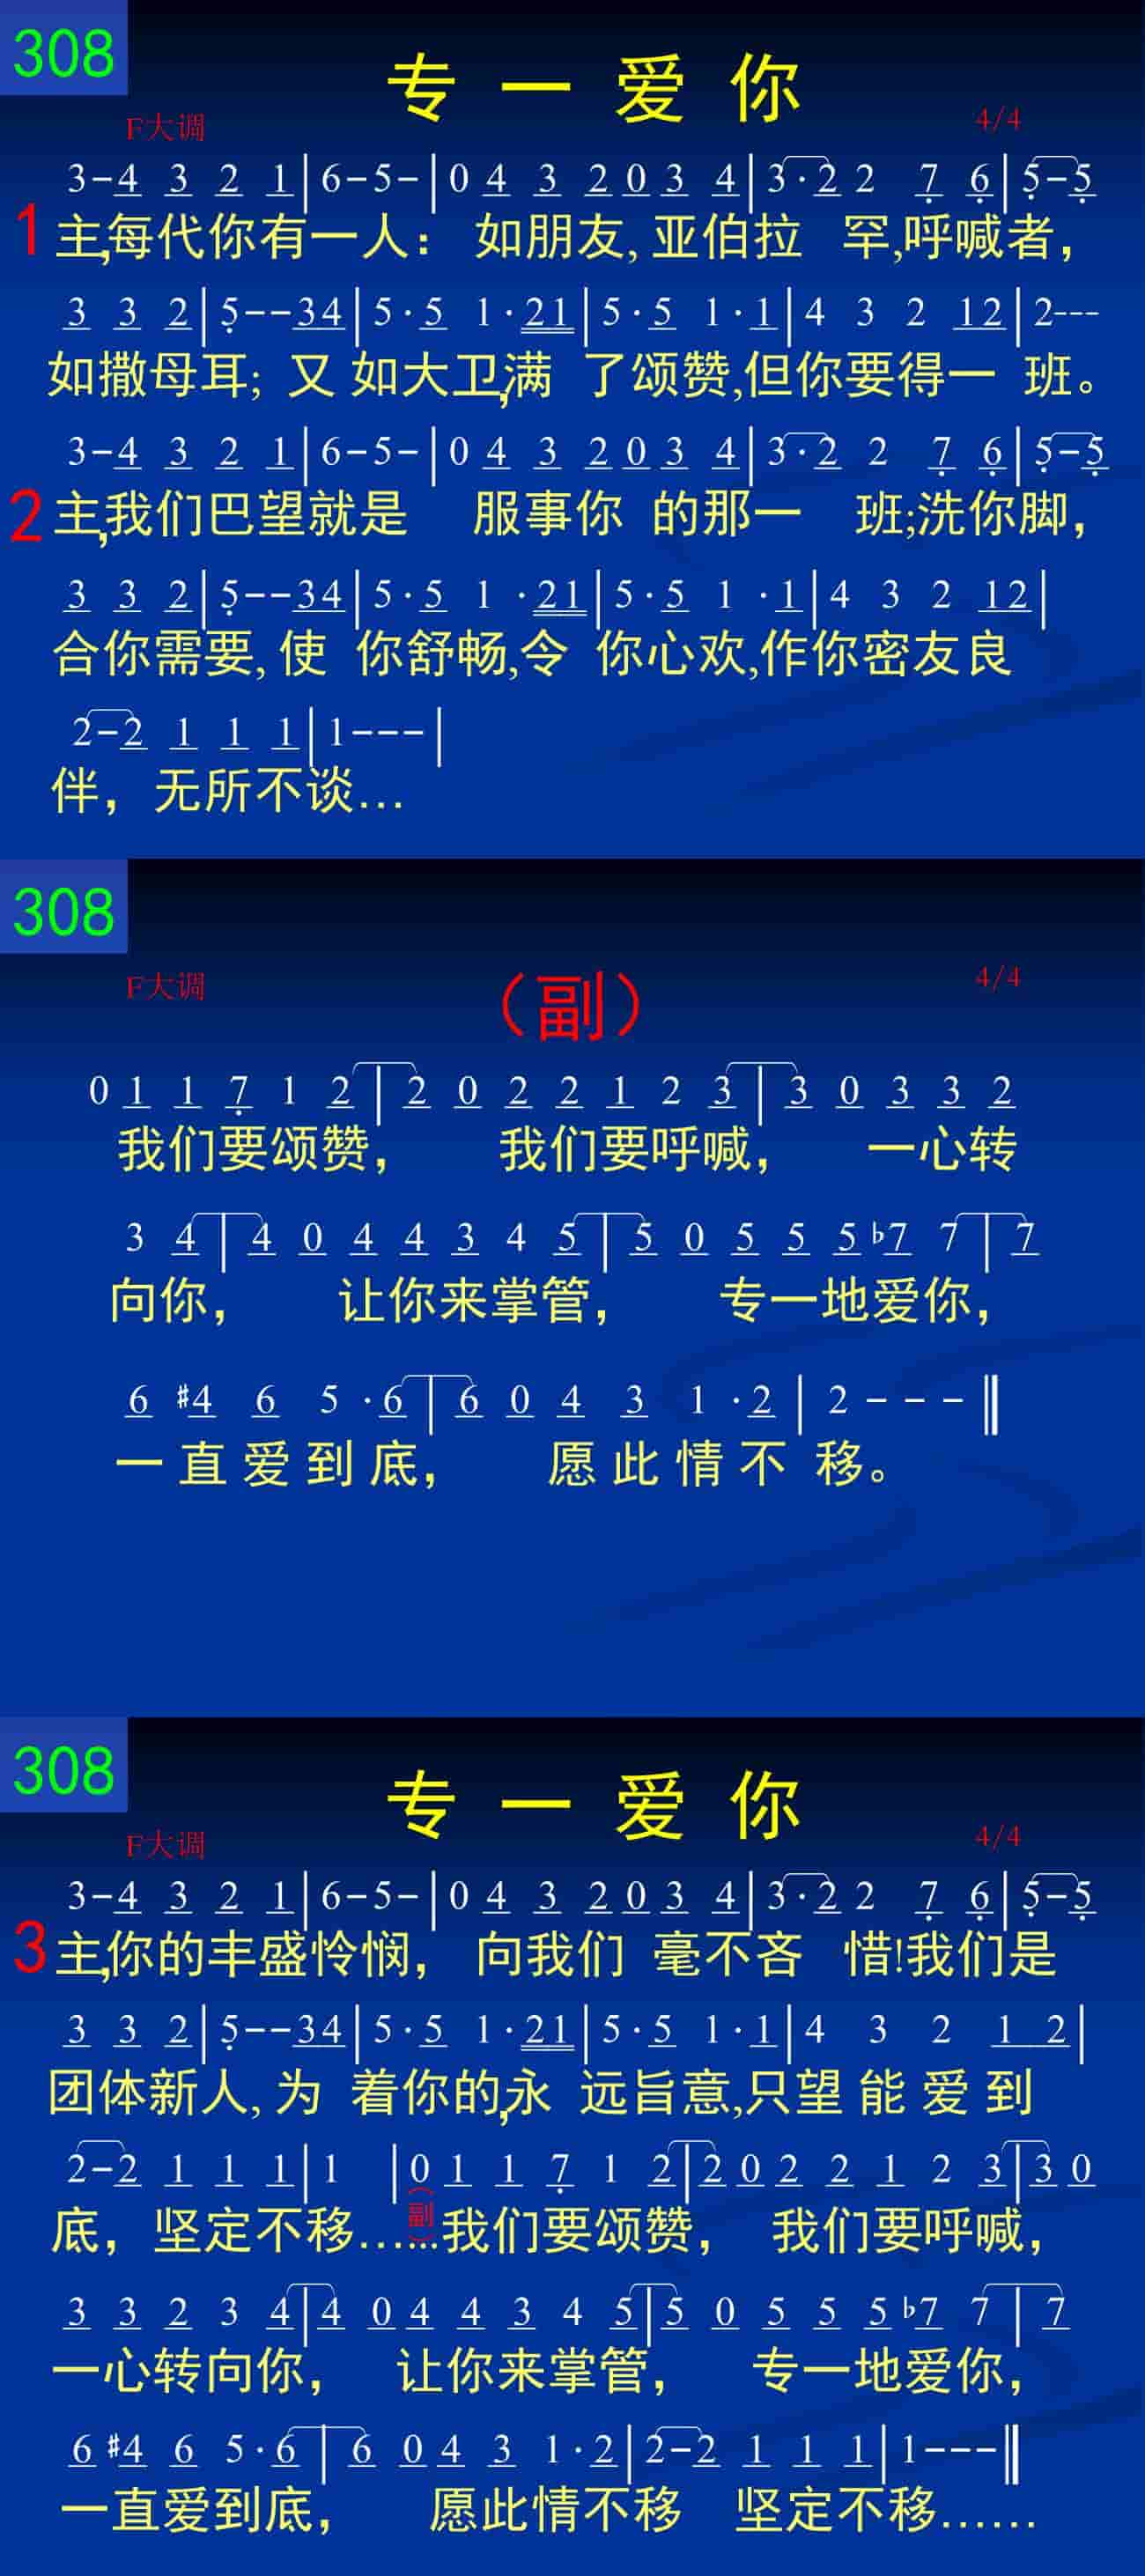 308
专 一 爱 你
F大调 4/4
3-4 3 2 1|6-5-|0 4 3 2 0 3 4|3·2 2 7 6|5-5
1 主,每代你有一人： 如朋友, 亚伯拉 罕,呼喊者，
3 3 2|5--34|5·5 1·21|5·5 1·1|4 3 2 12|2---
如撒母耳; 又 如大卫,满 了颂赞,但你要得一 班。
3-4 3 2 1|6-5-|0 4 3 2 0 3 4|3·2 2 7 6|5-5
2 主,我们巴望就是 服事你 的那一 班;洗你脚，
3 3 2|5--34|5·5 1 ·21|5·5 1 ·1|4 3 2 12|
合你需要, 使 你舒畅,令 你心欢,作你密友良
2-2 1 1 1|1---|
伴，无所不谈…
308
F大调 （副） 4/4
0 1 1 7 1 2|2 0 2 2 1 2 3|3 0 3 3 2
我们要颂赞， 我们要呼喊， 一心转
3 4|4 0 4 4 3 4 5|5 0 5 5 5 ♭7 7|7
向你， 让你来掌管， 专一地爱你，
6 #4 6 5 ·6|6 0 4 3 1 ·2|2 - - -‖
一 直 爱 到 底， 愿 此 情 不 移。
308
专 一 爱 你
F大调 4/4
3-4 3 2 1|6-5-|0 4 3 2 0 3 4|3·2 2 7 6|5-5
3 主,你的丰盛怜悯， 向我们 毫不吝 惜!我们是
3 3 2|5--34|5·5 1·21|5·5 1·1|4 3 2 1 2|
团体新人, 为 着你的,永 远旨意,只望 能 爱 到
2-2 1 1 1|1 |0 1 1 7 1 2|2 0 2 2 1 2 3|3 0
底，坚定不移……（副）我们要颂赞， 我们要呼喊，
3 3 2 3 4|4 0 4 4 3 4 5|5 0 5 5 5 ♭7 7|7
一心转向你， 让你来掌管， 专一地爱你，
6 #4 6 5·6|6 0 4 3 1·2|2-2 1 1 1|1---‖
一直爱到底， 愿此情不移 坚定不移……